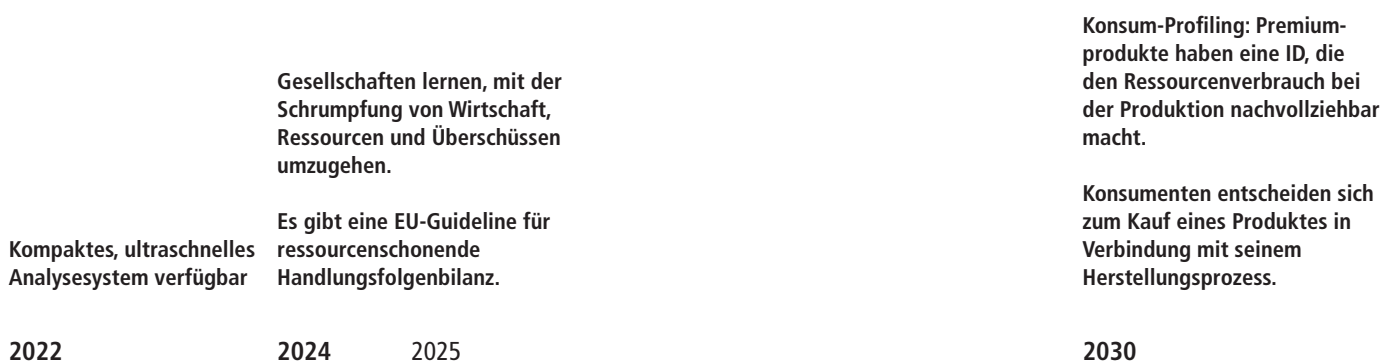 Kompaktes, ultraschnelles
Analysesystem verfügbar
2022
Gesellschaften lernen, mit der
Schrumpfung von Wirtschaft,
Ressourcen und Überschüssen
umzugehen.
Es gibt eine EU-Guideline für
ressourcenschonende
Handlungsfolgenbilanz.
2024
2025
Konsum-Profiling: Premium-
produkte haben eine ID, die
den Ressourcenverbrauch bei
der Produktion nachvollziehbar
macht.
Konsumenten entscheiden sich
zum Kauf eines Produktes in
Verbindung mit seinem
Herstellungsprozess.
2030